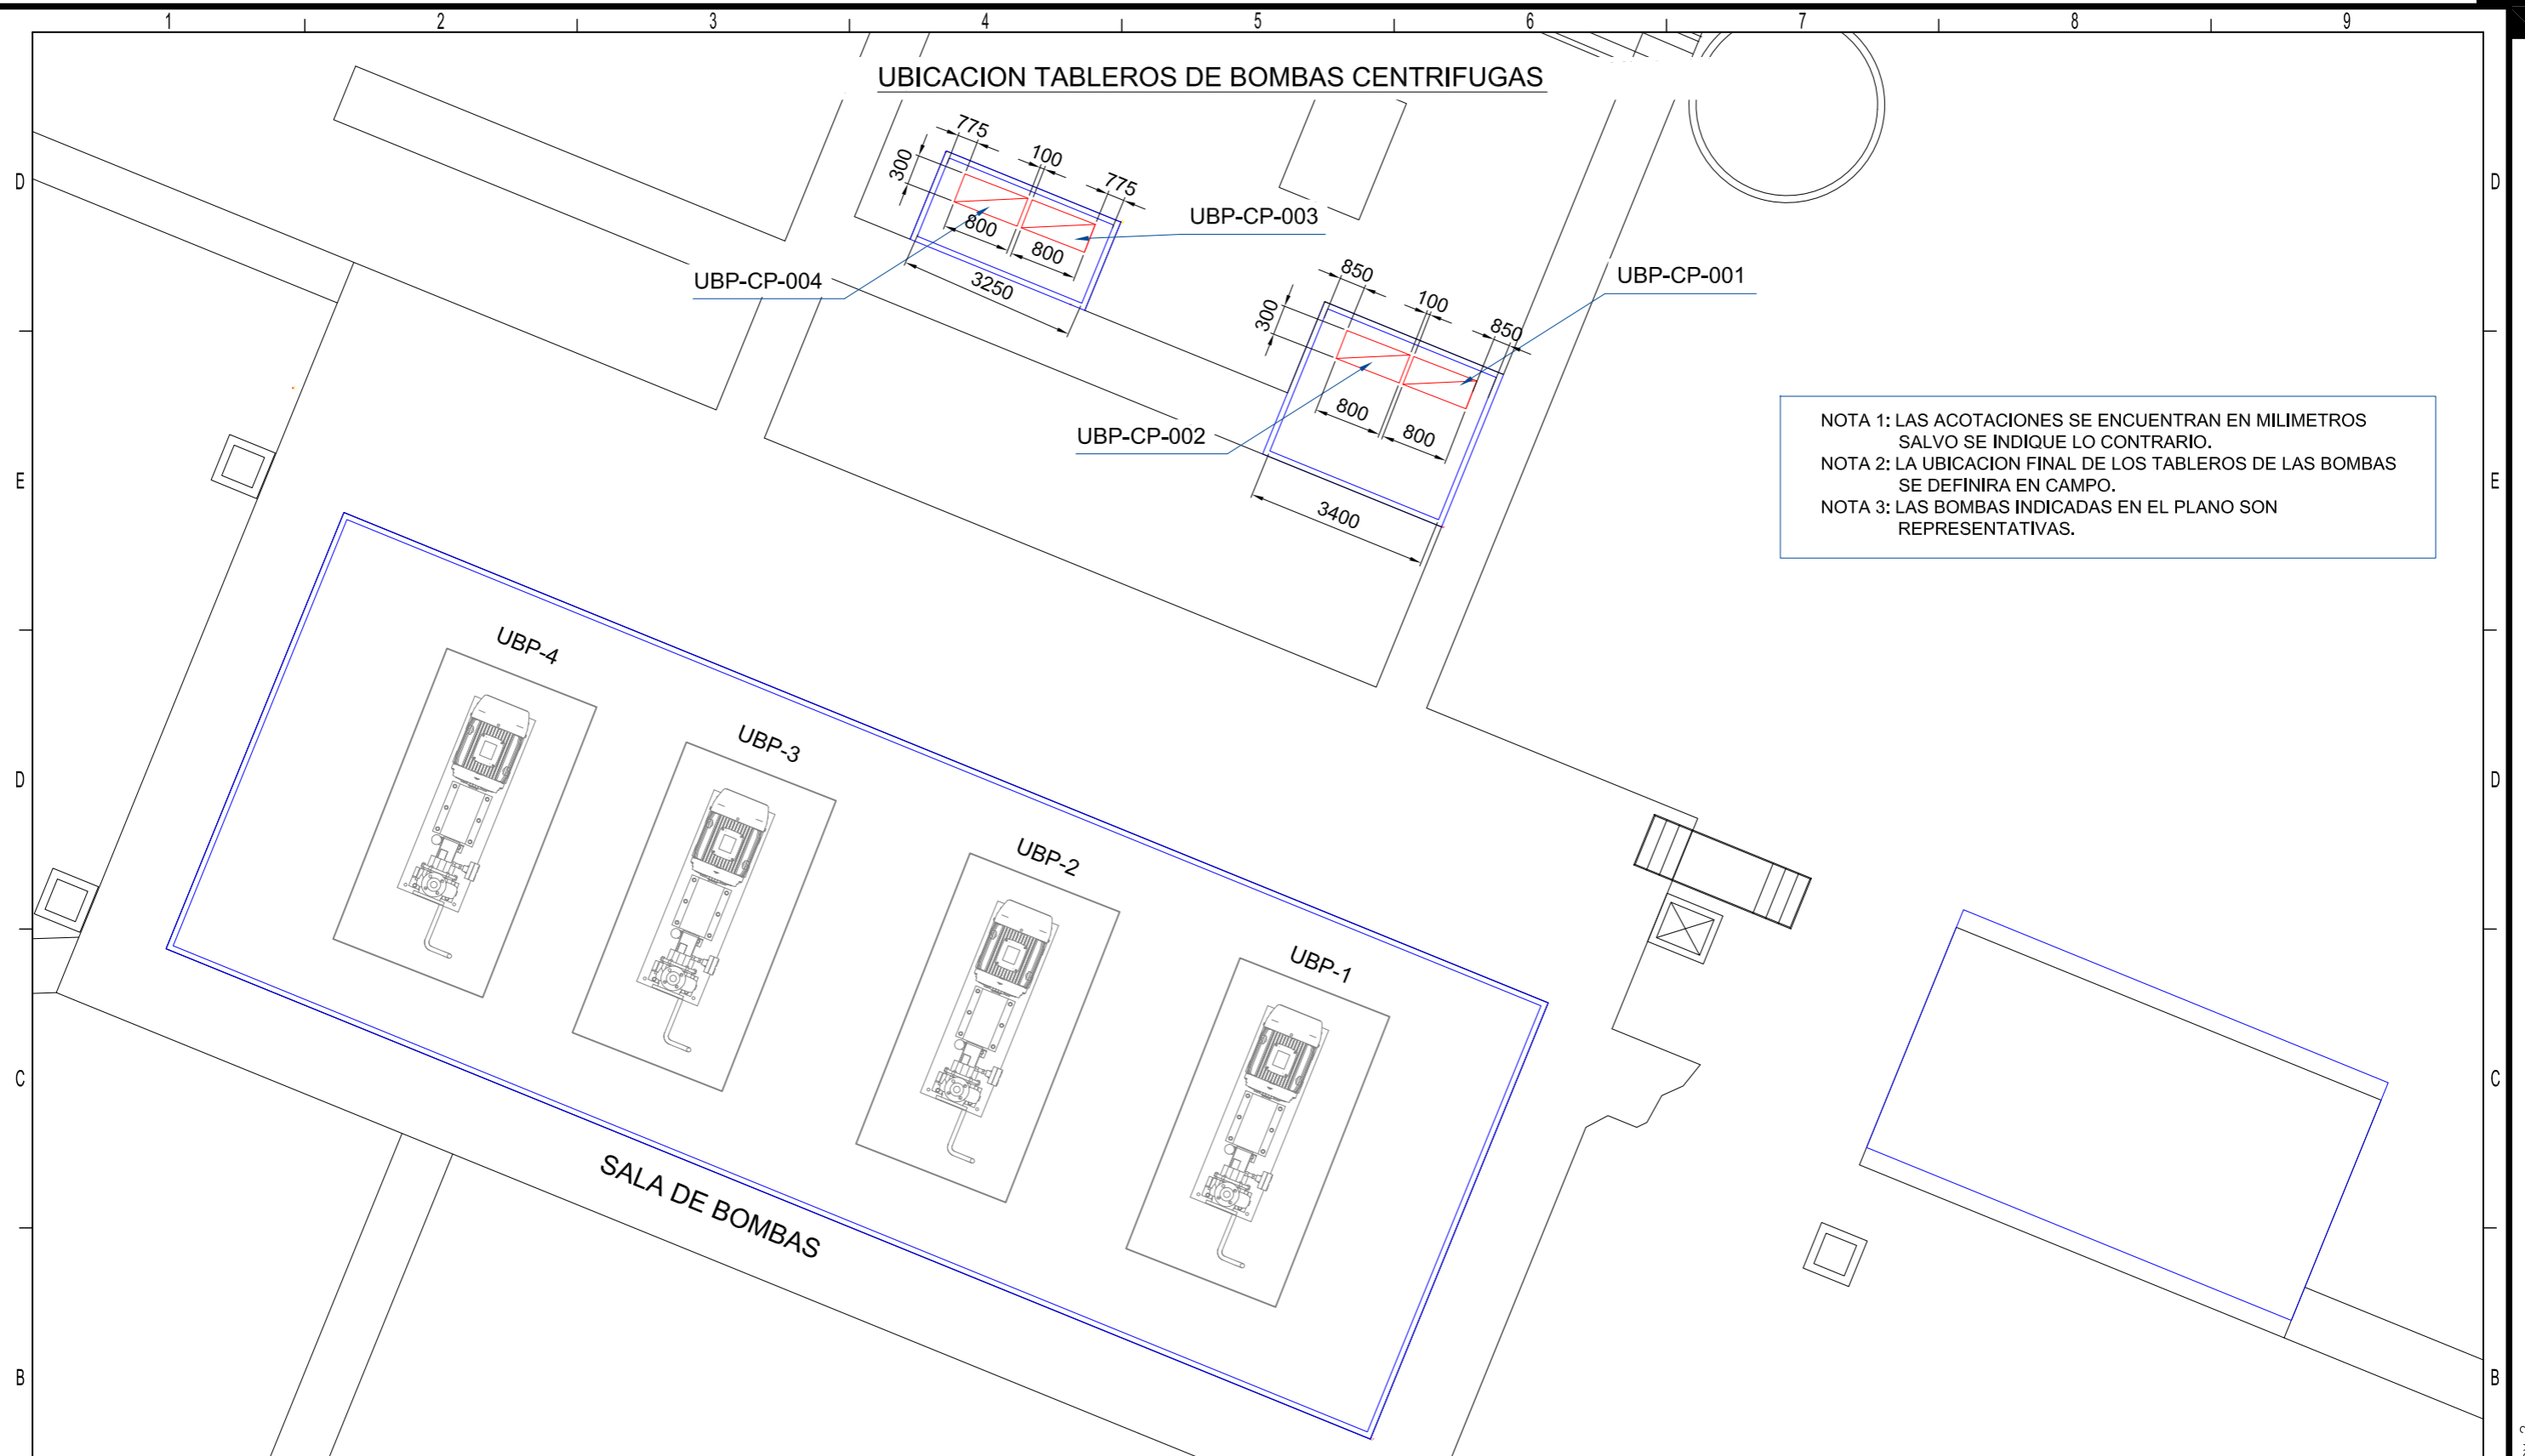 1 2 3 4 5 6 7 8 9
UBICACION TABLEROS DE BOMBAS CENTRIFUGAS
775
100
775
300
D
D
UBP-CP-003
800
800
UBP-CP-004
3250
850
UBP-CP-001
100
300
850
800
800
UBP-CP-002
3400
NOTA 1: LAS ACOTACIONES SE ENCUENTRAN EN MILIMETROS
SALVO SE INDIQUE LO CONTRARIO.
NOTA 2: LA UBICACION FINAL DE LOS TABLEROS DE LAS BOMBAS
SE DEFINIRA EN CAMPO.
NOTA 3: LAS BOMBAS INDICADAS EN EL PLANO SON
REPRESENTATIVAS.
E
E
UBP-4
UBP-3
D
D
UBP-2
UBP-1
C
C
SALA DE BOMBAS
B
B